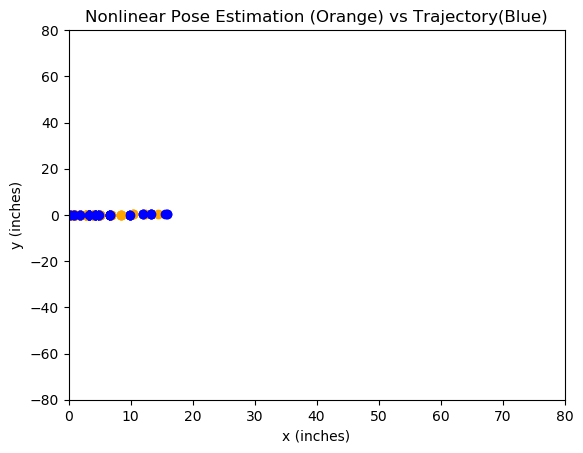 Nonlinear Pose Estimation (Orange) vs Trajectory(Blue)
80
60
40
20
0
−20
−40
−60
−80
y (inches)
0 10 20 30 40 50 60 70 80
x (inches)